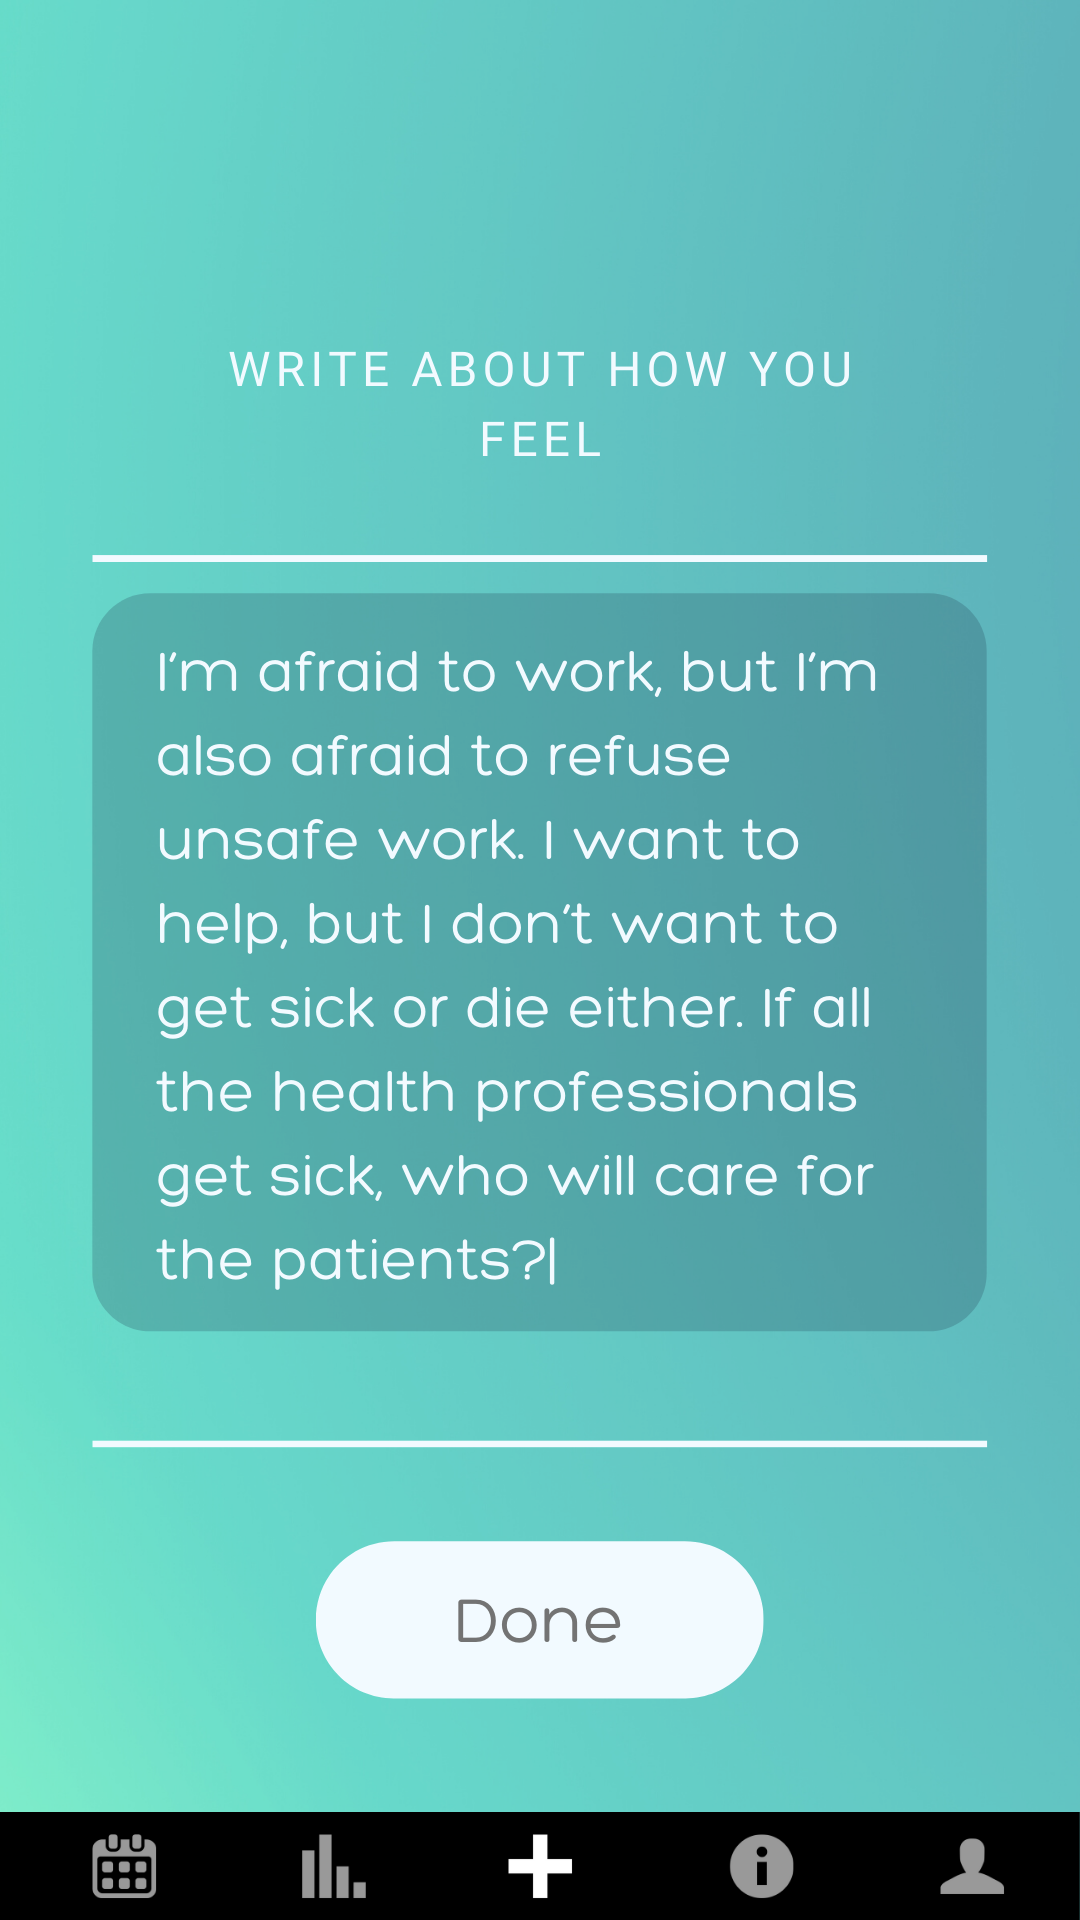 WRITE ABOUT HOW YOU
FEEL
I'm afraid to work, but I'm
also afraid to refuse
unsafe work. I want to
help, but I don't want to
get sick or die either. If all
the health professionals
get sick, who will care for
the patients?
Done